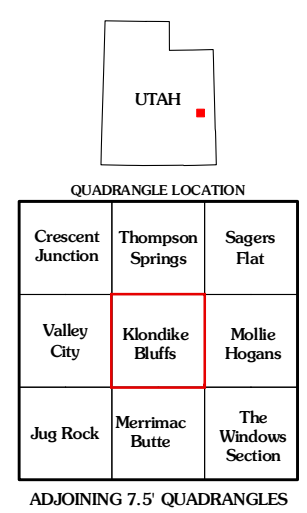 UTAH
QUADRANGLE LOCATION
Crescent
Junction
Thompson
Springs
Sagers
Flat
Valley
City
Klondike
Bluffs
Mollie
Hogans
Jug Rock
Merrimac
Butte
The
Windows
Section
ADJOINING 7.5' QUADRANGLES